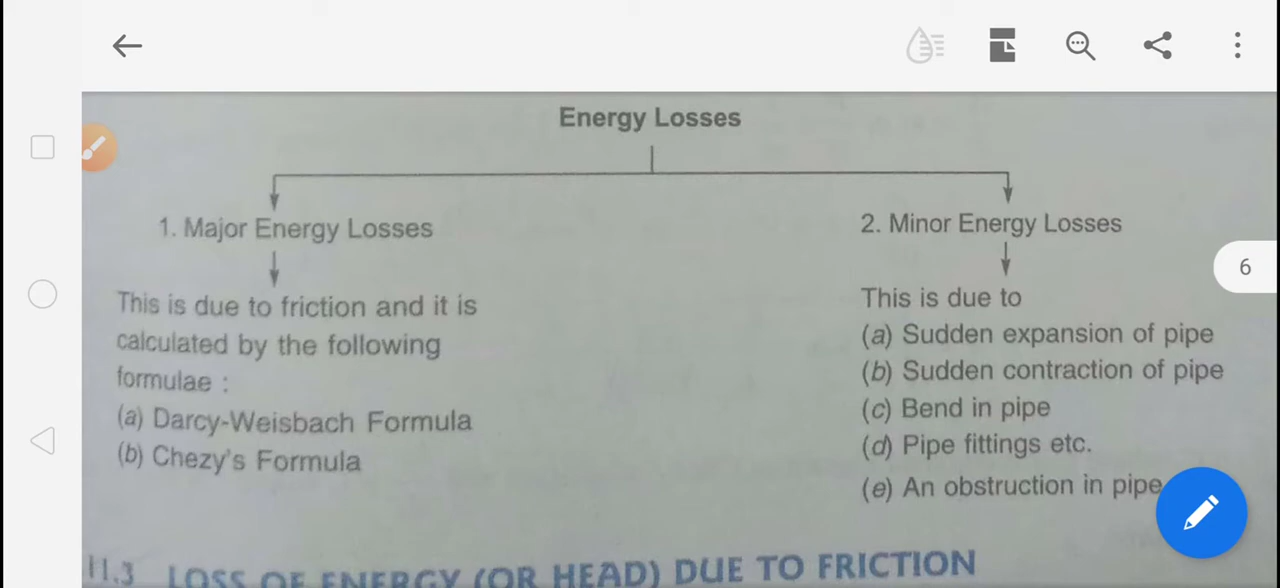 Energy Losses
1. Major Energy Losses
This is due to friction and it is
calculated by the following
formulae :
(a) Darcy-Weisbach Formula
(b) Chezy's Formula
2. Minor Energy Losses
This is due to
(a) Sudden expansion of pipe
(b) Sudden contraction of pipe
(c) Bend in pipe
(d) Pipe fittings etc.
(e) An obstruction in pipe
6
11.3 LOSS OF ENERGY (OR HEAD) DUE TO FRICTION